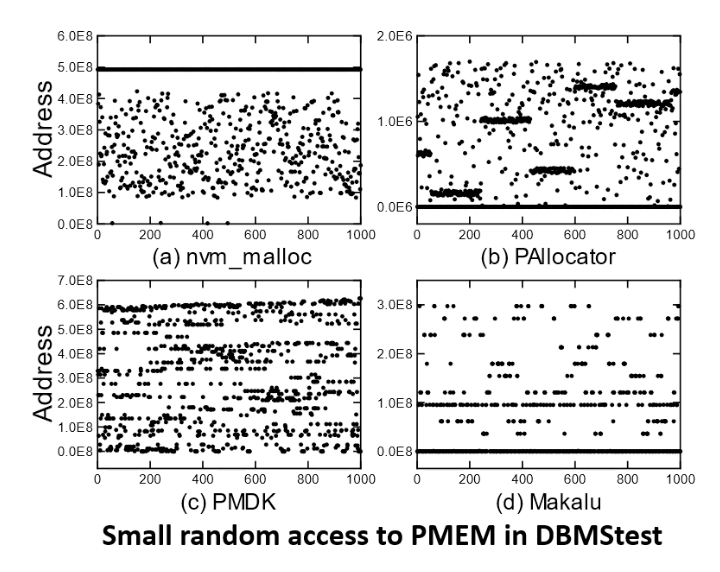 6.0E8
5.0E8
4.0E8
3.0E8
2.0E8
1.0E8
0.0E8
Address
0 200 400 600 800 1000
(a) nvm_malloc
2.0E6
1.0E6
0.0E6
0 200 400 600 800 1000
(b) PAllocator
7.0E8
6.0E8
5.0E8
4.0E8
3.0E8
2.0E8
1.0E8
0.0E8
Address
0 200 400 600 800 1000
(c) PMDK
3.0E8
2.0E8
1.0E8
0.0E8
0 200 400 600 800 1000
(d) Makalu
Small random access to PMEM in DBMStest